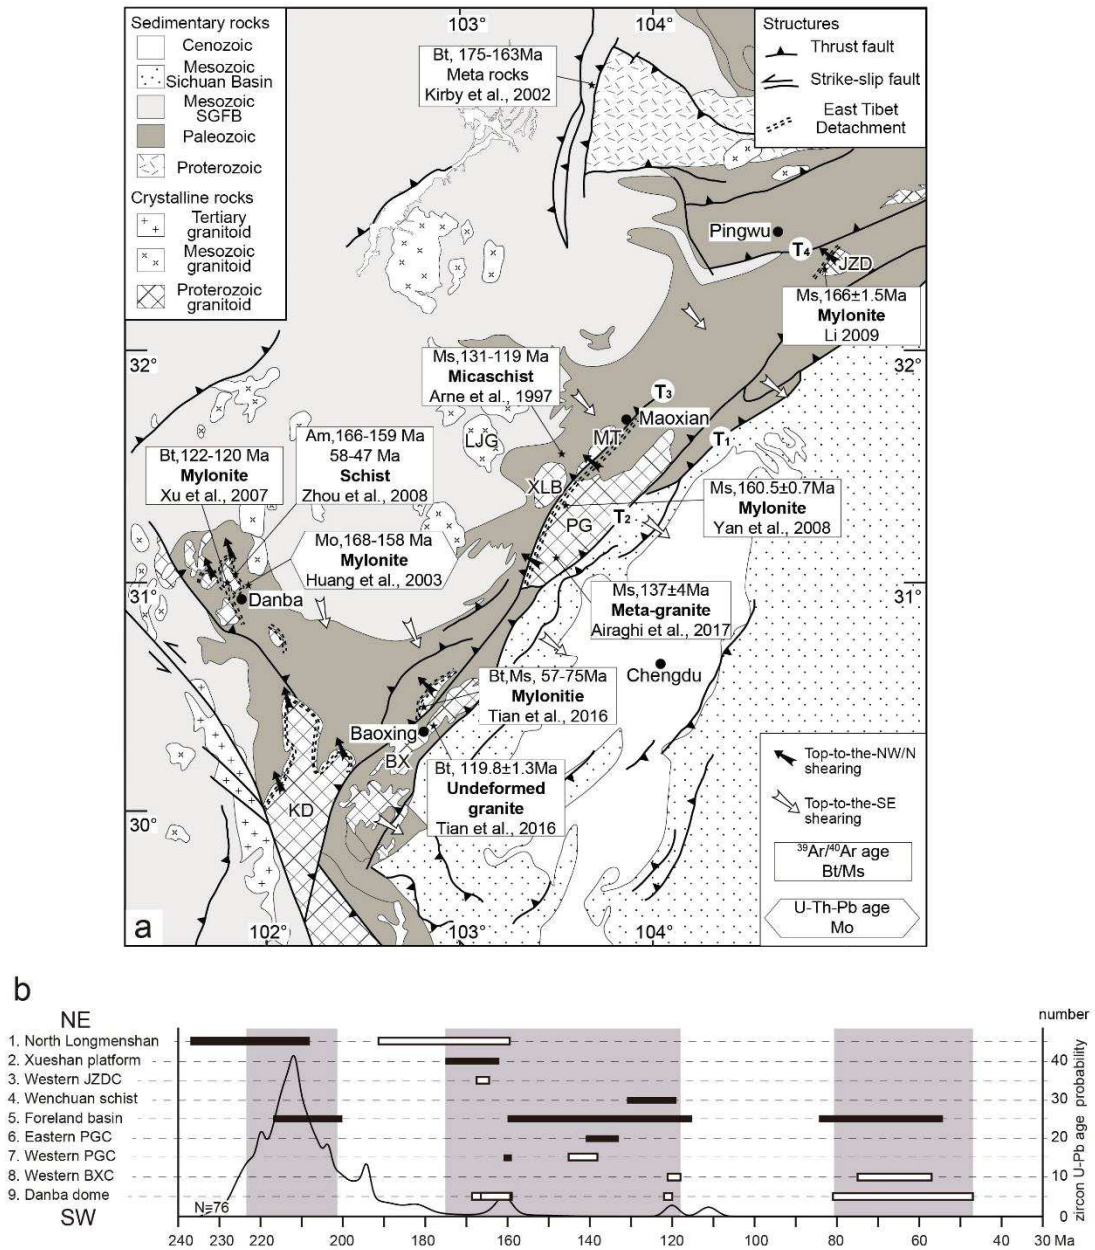 Sedimentary rocks
Cenozoic
Mesozoic
Sichuan Basin
Mesozoic
SGFB
Paleozoic
Proterozoic
Crystalline rocks
Tertiary
granitoid
Mesozoic
granitoid
Proterozoic
granitoid
103°
104°
Structures
Thrust fault
Strike-slip fault
East Tibet
Detachment
Bt, 175-163Ma
Meta rocks
Kirby et al., 2002
Pingwu
T4
JZD
Ms,166±1.5Ma
Mylonite
Li 2009
32°
32°
Ms,131-119 Ma
Micaschist
Arne et al., 1997
T3
Maoxian
MT
LJG
T1
Am,166-159 Ma
58-47 Ma
Schist
Zhou et al., 2008
Bt,122-120 Ma
Mylonite
Xu et al., 2007
XLB
PG
T2
Ms,160.5±0.7Ma
Mylonite
Yan et al., 2008
Mo,168-158 Ma
Mylonite
Huang et al., 2003
31°
31°
Danba
Ms,137±4Ma
Meta-granite
Airaghi et al., 2017
Chengdu
Bt,Ms, 57-75Ma
Mylonitie
Tian et al., 2016
Baoxing
BX
Bt, 119.8±1.3Ma
Undeformed
granite
Tian et al., 2016
KD
30°
Top-to-the-NW/N
shearing
Top-to-the-SE
shearing
39Ar/40Ar age
Bt/Ms
U-Th-Pb age
Mo
a
102°
103°
104°
b
NE
number
1. North Longmenshan
2. Xueshan platform
3. Western JZDC
4. Wenchuan schist
5. Foreland basin
6. Eastern PGC
7. Western PGC
8. Western BXC
9. Danba dome
SW
N=76
40
30
20
10
0
zircon U-Pb age probability
240 220 200 180 160 140 120 100 80 60 40 30 Ma